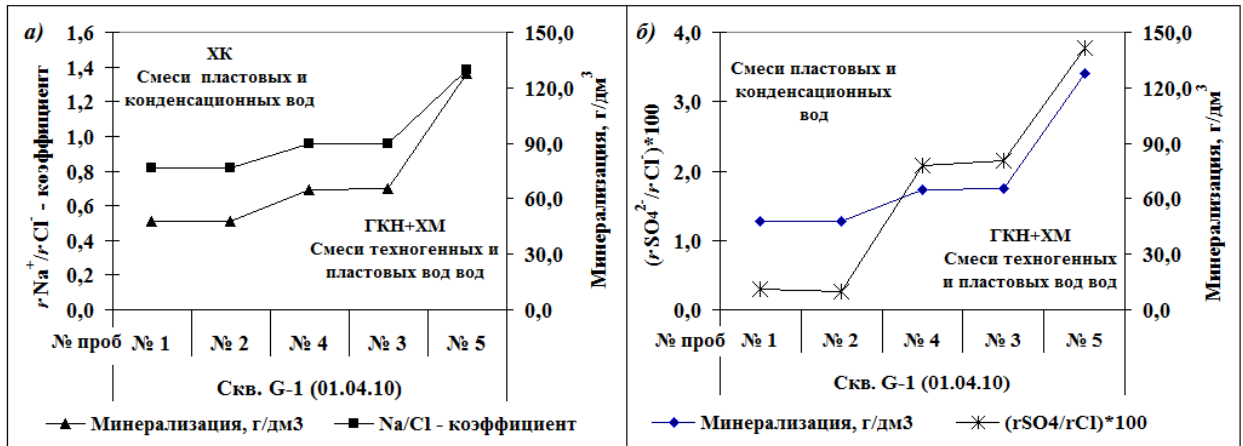 а)
rNa⁺/rCl⁻ - коэффициент
1,6
1,4
1,2
1,0
0,8
0,6
0,4
0,2
0,0
ХК
Смеси пластовых и
конденсационных вод
ГКН+ХМ
Смеси техногенных и
пластовых вод вод
150,0
120,0
90,0
60,0
30,0
0,0
Минерализация, г/дм³
№ проб № 1 № 2 № 4 № 3 № 5
Скв. G-1 (01.04.10)
Минерализация, г/дм3 Na/Cl - коэффициент
б)
(rSO4²⁻/rCl⁻)*100
4,0
3,0
2,0
1,0
0,0
Смеси пластовых и
конденсационных
вод
ГКН+ХМ
Смеси техногенных
и пластовых вод вод
150,0
120,0
90,0
60,0
30,0
0,0
Минерализация, г/дм³
№ проб № 1 № 2 № 4 № 3 № 5
Скв. G-1 (01.04.10)
Минерализация, г/дм3 (rSO4/rCl)*100